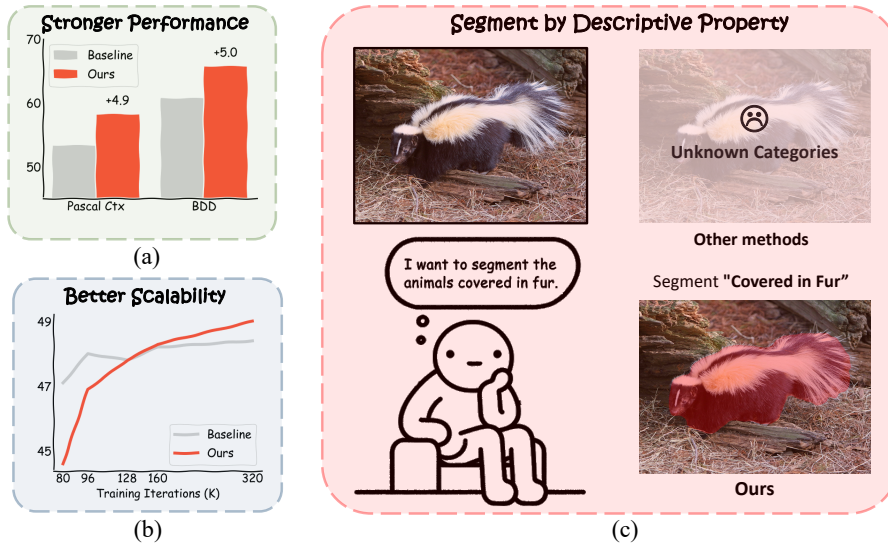 Stronger Performance
70
60
50
Baseline
Ours
+4.9
+5.0
Pascal Ctx
BDD
(a)
Better Scalability
49
47
45
Baseline
Ours
80 96 128 160 320
Training Iterations (K)
(b)
Segment by Descriptive Property
Unknown Categories
Other methods
I want to segment the
animals covered in fur.
Segment "Covered in Fur”
Ours
(c)